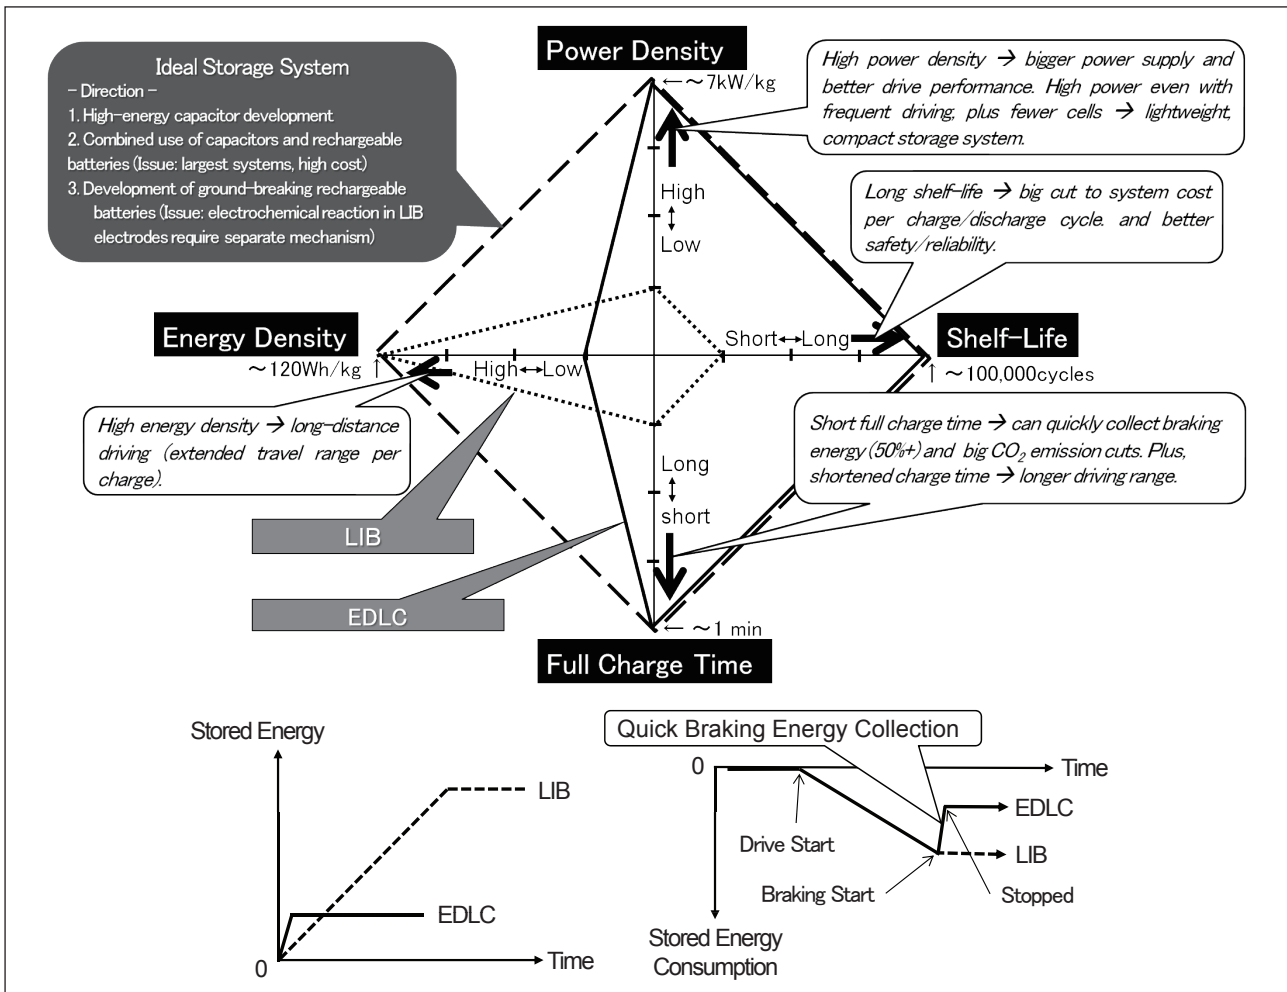 Power Density
Ideal Storage System
– Direction –
1. High-energy capacitor development
2. Combined use of capacitors and rechargeable
batteries (Issue: largest systems, high cost)
3. Development of ground-breaking rechargeable
batteries (Issue: electrochemical reaction in LIB
electrodes require separate mechanism)
← ～7kW/kg
High power density → bigger power supply and
better drive performance. High power even with
frequent driving, plus fewer cells → lightweight,
compact storage system.
High
↕
Low
Long shelf-life → big cut to system cost
per charge/discharge cycle. and better
safety/reliability.
Energy Density
～120Wh/kg ↑
High↔Low
Short↔Long
Shelf-Life
↑ ～100,000cycles
High energy density → long-distance
driving (extended travel range per
charge).
Long
↕
short
Short full charge time → can quickly collect braking
energy (50%+) and big CO₂ emission cuts. Plus,
shortened charge time → longer driving range.
LIB
EDLC
← ～1 min
Full Charge Time
Stored Energy
LIB
EDLC
0
Time
Quick Braking Energy Collection
0
Time
EDLC
Drive Start
LIB
Braking Start
Stopped
Stored Energy
Consumption